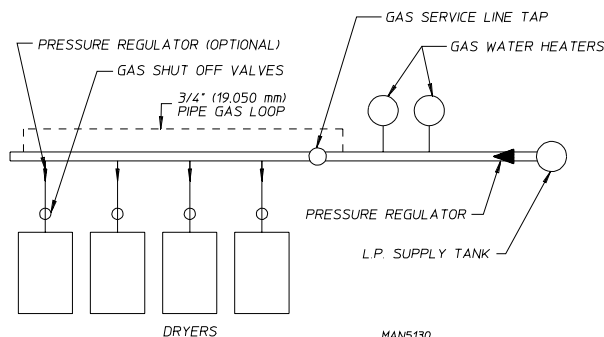 GAS SERVICE LINE TAP
PRESSURE REGULATOR (OPTIONAL)
GAS WATER HEATERS
GAS SHUT OFF VALVES
3/4" (19.050 mm)
PIPE GAS LOOP
PRESSURE REGULATOR
L.P. SUPPLY TANK
DRYERS
MAN5130